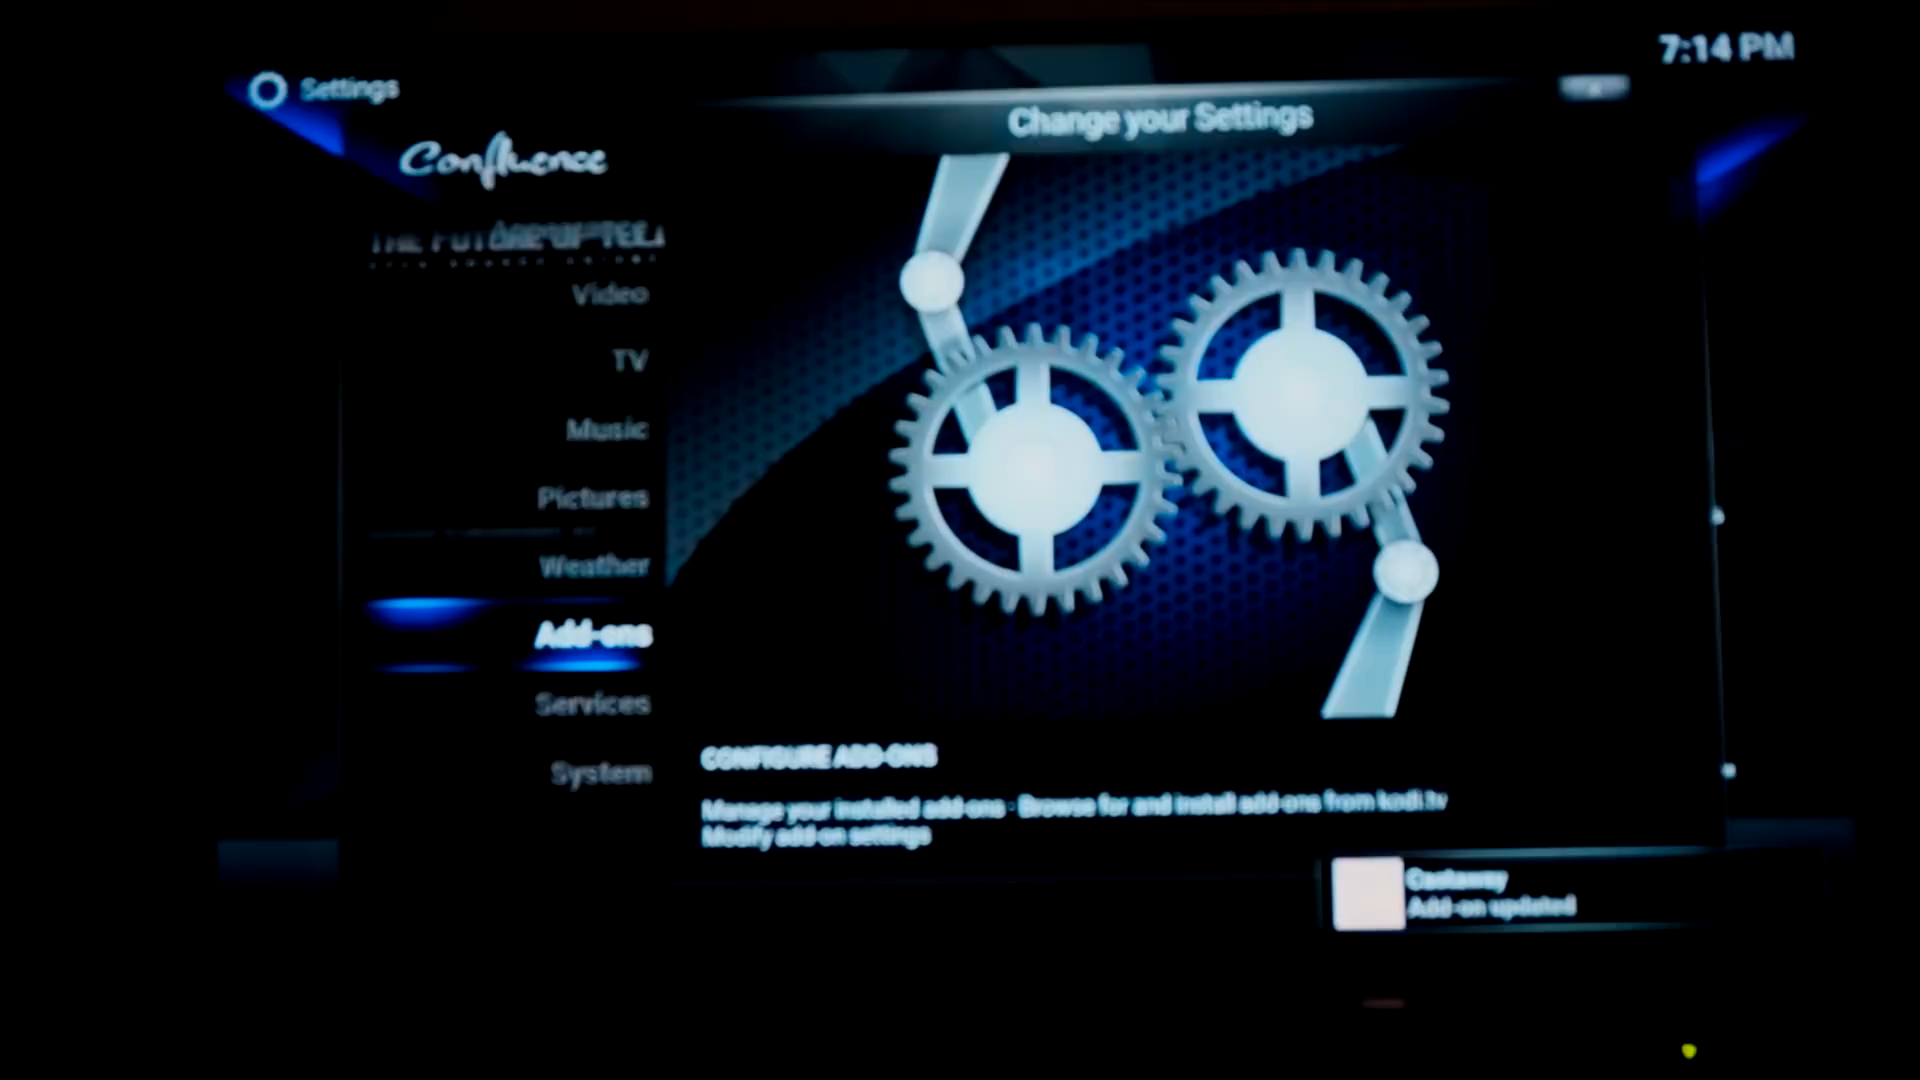 Settings
7:14 PM
Change your Settings
Confluence
Video
TV
Music
Pictures
Weather
Add-ons
Services
System
CONFIGURE ADD-ONS
Manage your installed add-ons · Browse for and install add-ons from kodi.tv
Modify add-on settings
Castaway
Add-on updated